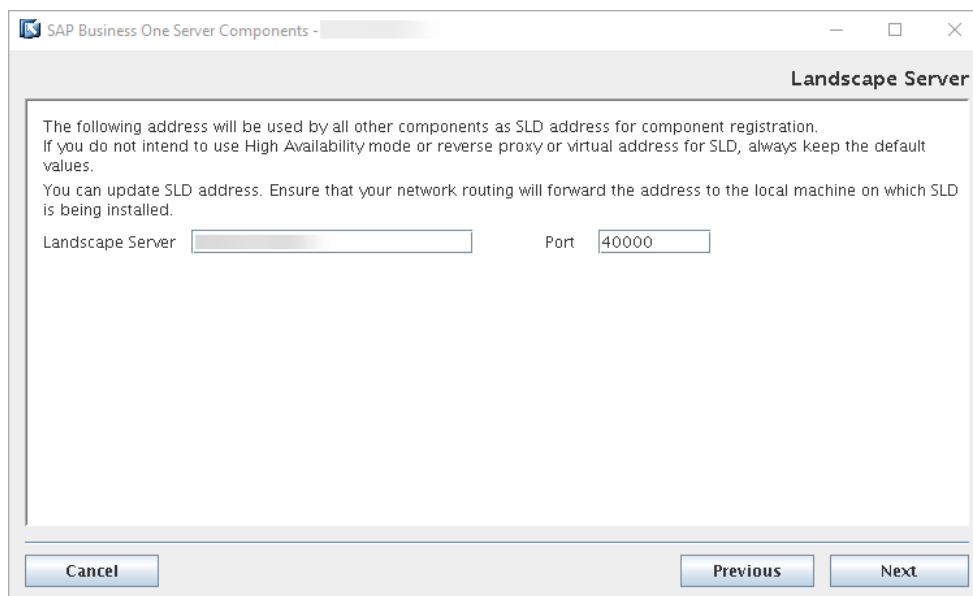 SAP Business One Server Components -
Landscape Server
The following address will be used by all other components as SLD address for component registration.
If you do not intend to use High Availability mode or reverse proxy or virtual address for SLD, always keep the default
values.
You can update SLD address. Ensure that your network routing will forward the address to the local machine on which SLD
is being installed.
Landscape Server Port 40000
Cancel Previous Next